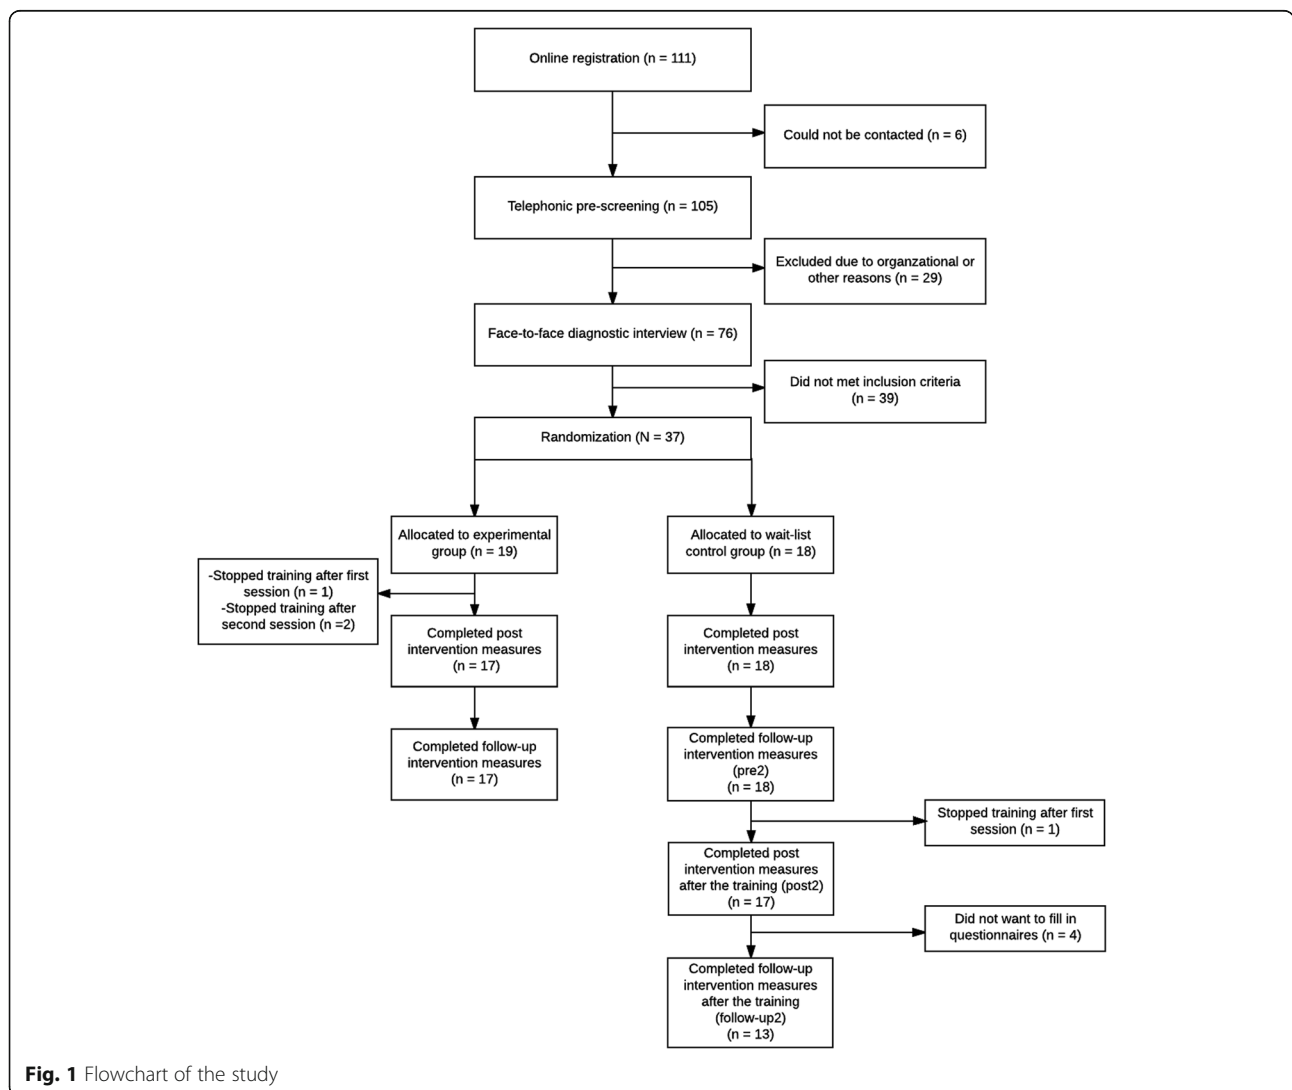 Online registration (n = 111)
Could not be contacted (n = 6)
Telephonic pre-screening (n = 105)
Excluded due to organzational or
other reasons (n = 29)
Face-to-face diagnostic interview (n = 76)
Did not met inclusion criteria
(n = 39)
Randomization (N = 37)
Allocated to experimental
group (n = 19)
Allocated to wait-list
control group (n = 18)
-Stopped training after first
session (n = 1)
-Stopped training after
second session (n =2)
Completed post
intervention measures
(n = 17)
Completed post
intervention measures
(n = 18)
Completed follow-up
intervention measures
(n = 17)
Completed follow-up
intervention measures
(pre2)
(n = 18)
Stopped training after first
session (n = 1)
Completed post
intervention measures
after the training (post2)
(n = 17)
Did not want to fill in
questionnaires (n = 4)
Completed follow-up
intervention measures
after the training
(follow-up2)
(n = 13)
Fig. 1 Flowchart of the study